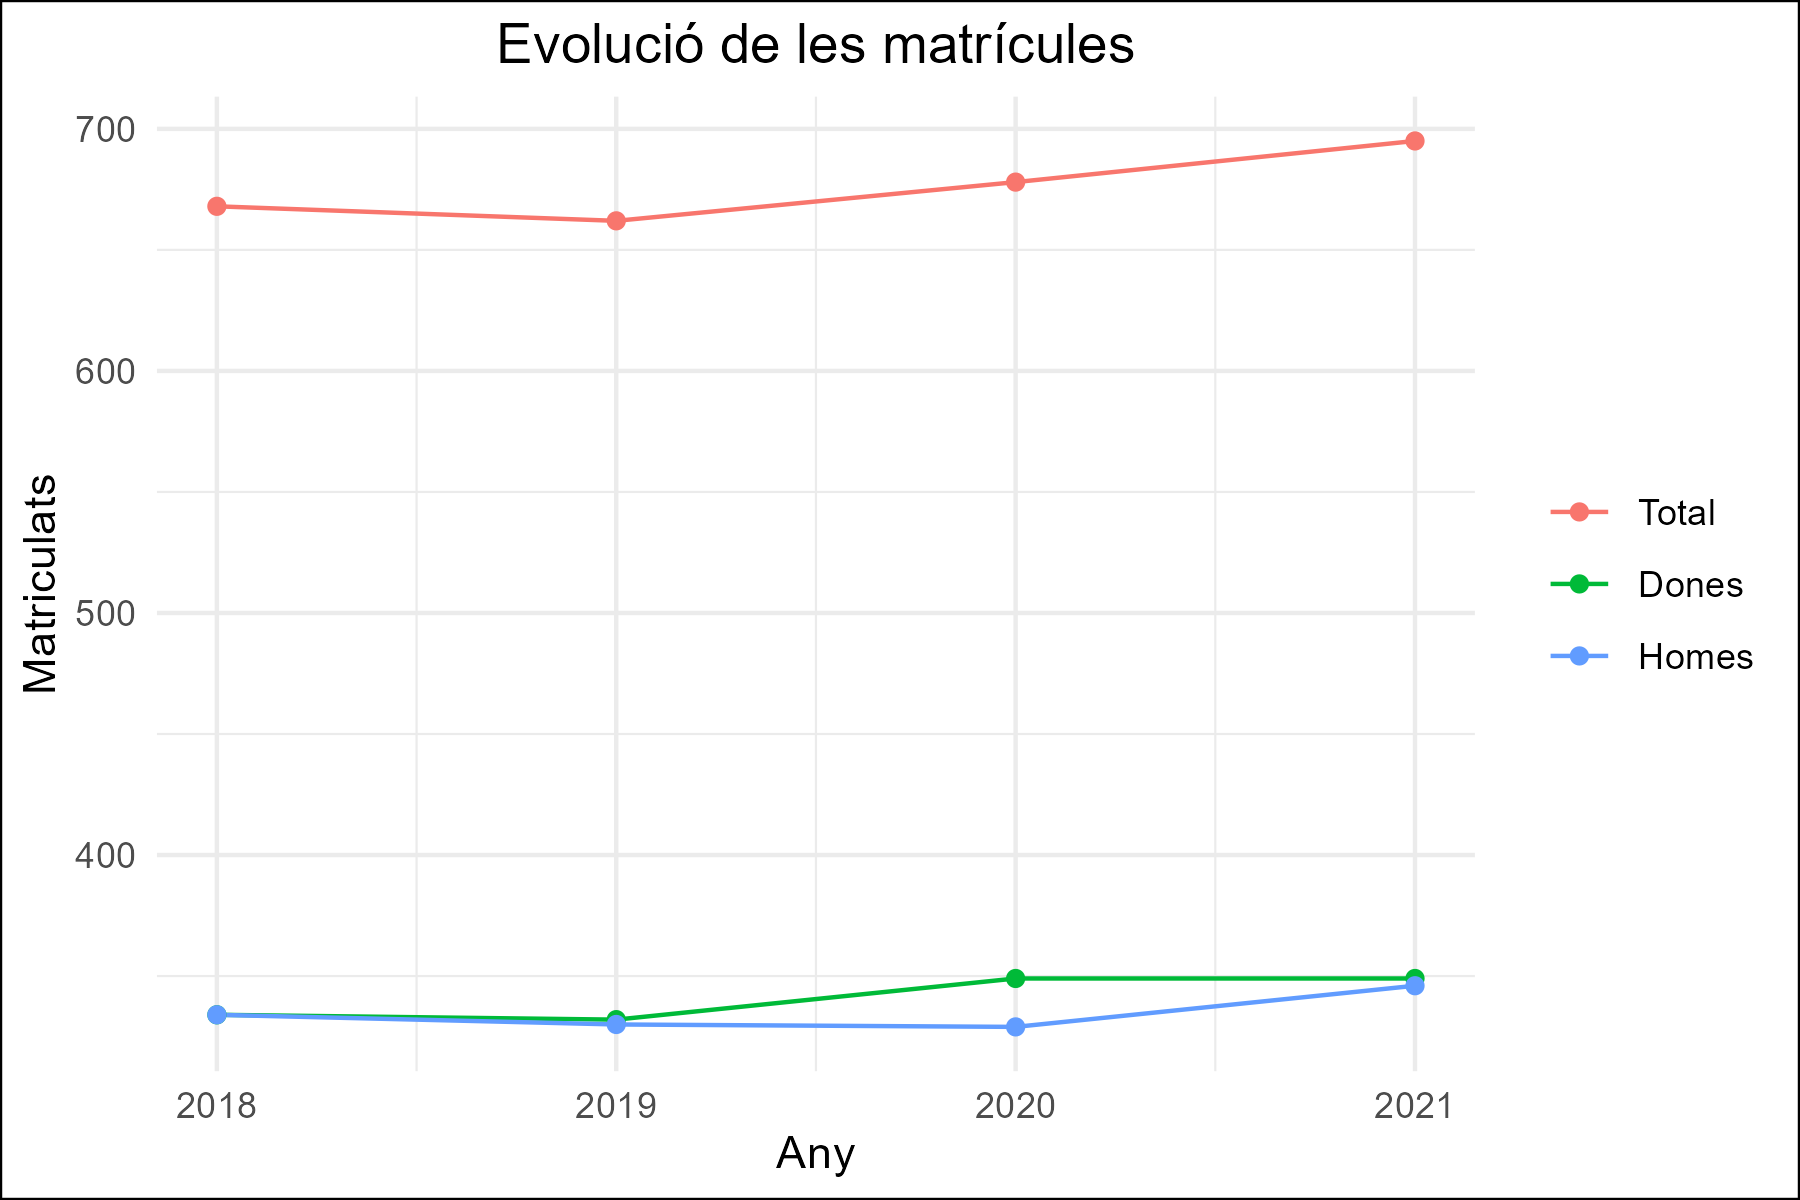 Evolució de les matrícules
Matriculats
700
600
500
400
2018 2019 2020 2021
Any
Total
Dones
Homes